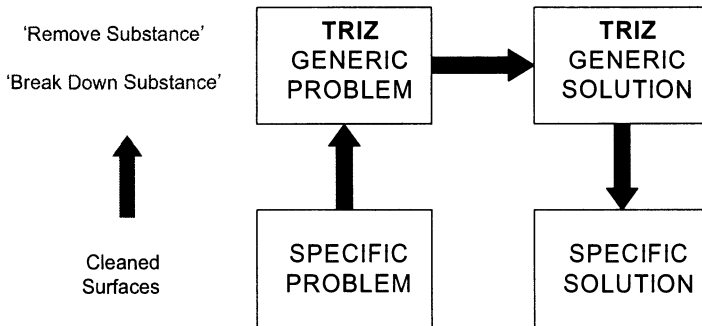 ‘Remove Substance’
‘Break Down Substance’
Cleaned
Surfaces
TRIZ
GENERIC
PROBLEM
TRIZ
GENERIC
SOLUTION
SPECIFIC
PROBLEM
SPECIFIC
SOLUTION